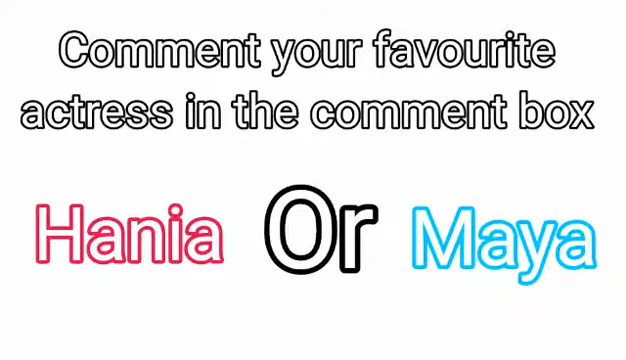 Comment your favourite
actress in the comment box
Hania Or Maya